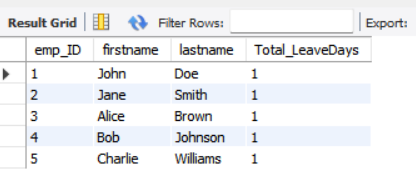 Result Grid Filter Rows: Export:
emp_ID firstname lastname Total_LeaveDays
1 John Doe 1
2 Jane Smith 1
3 Alice Brown 1
4 Bob Johnson 1
5 Charlie Williams 1